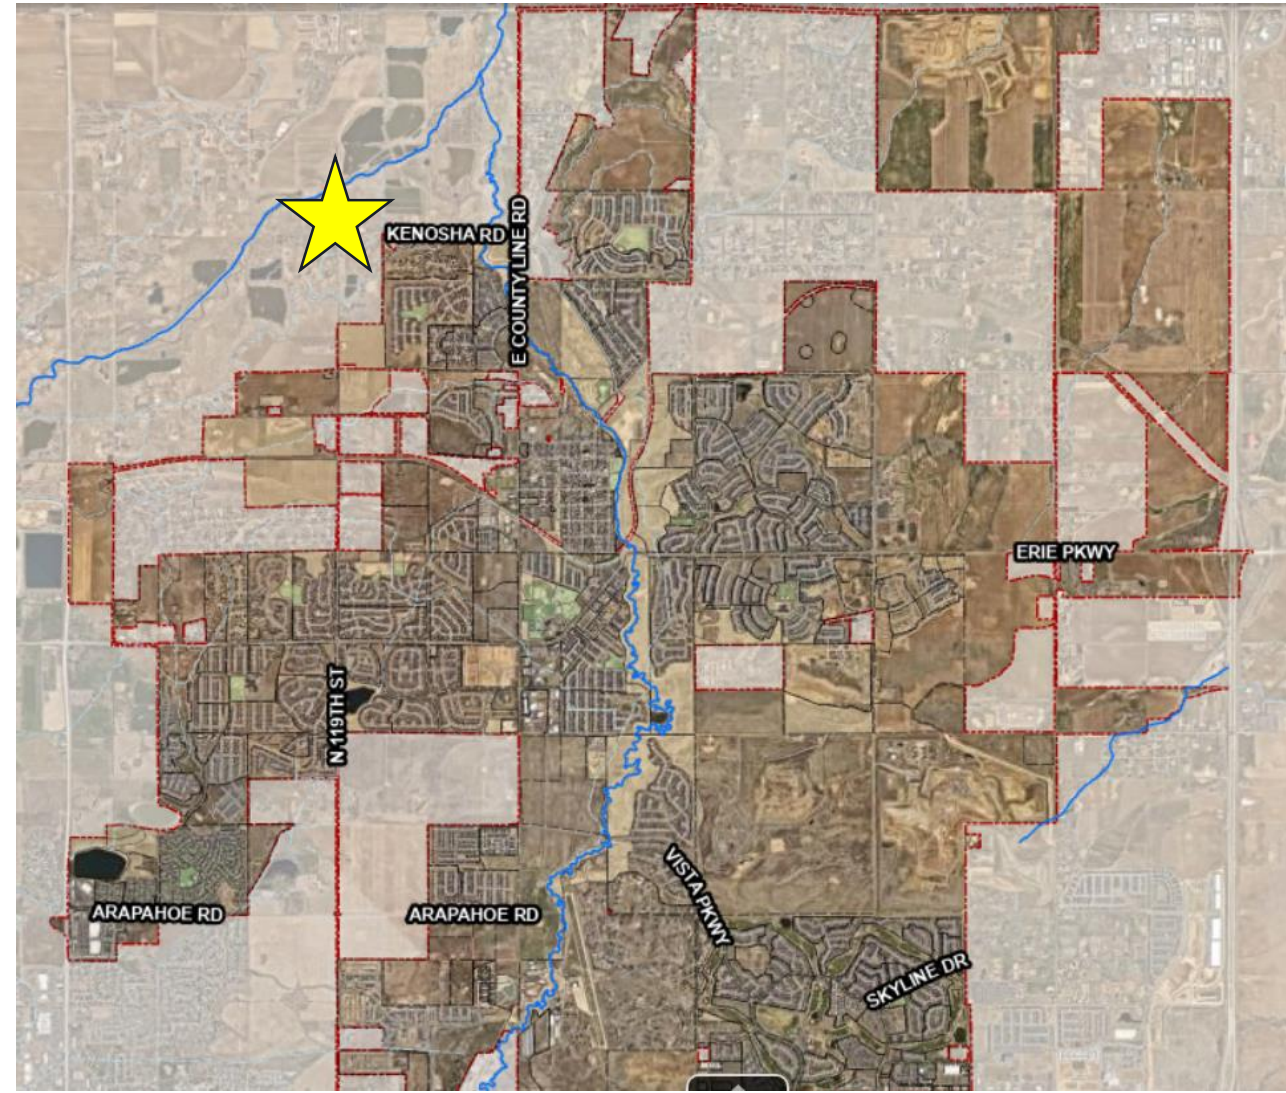 KENOSHA RD
E COUNTY LINE RD
ERIE PKWY
N 119TH ST
VISTA PKWY
ARAPAHOE RD
ARAPAHOE RD
SKYLINE DR